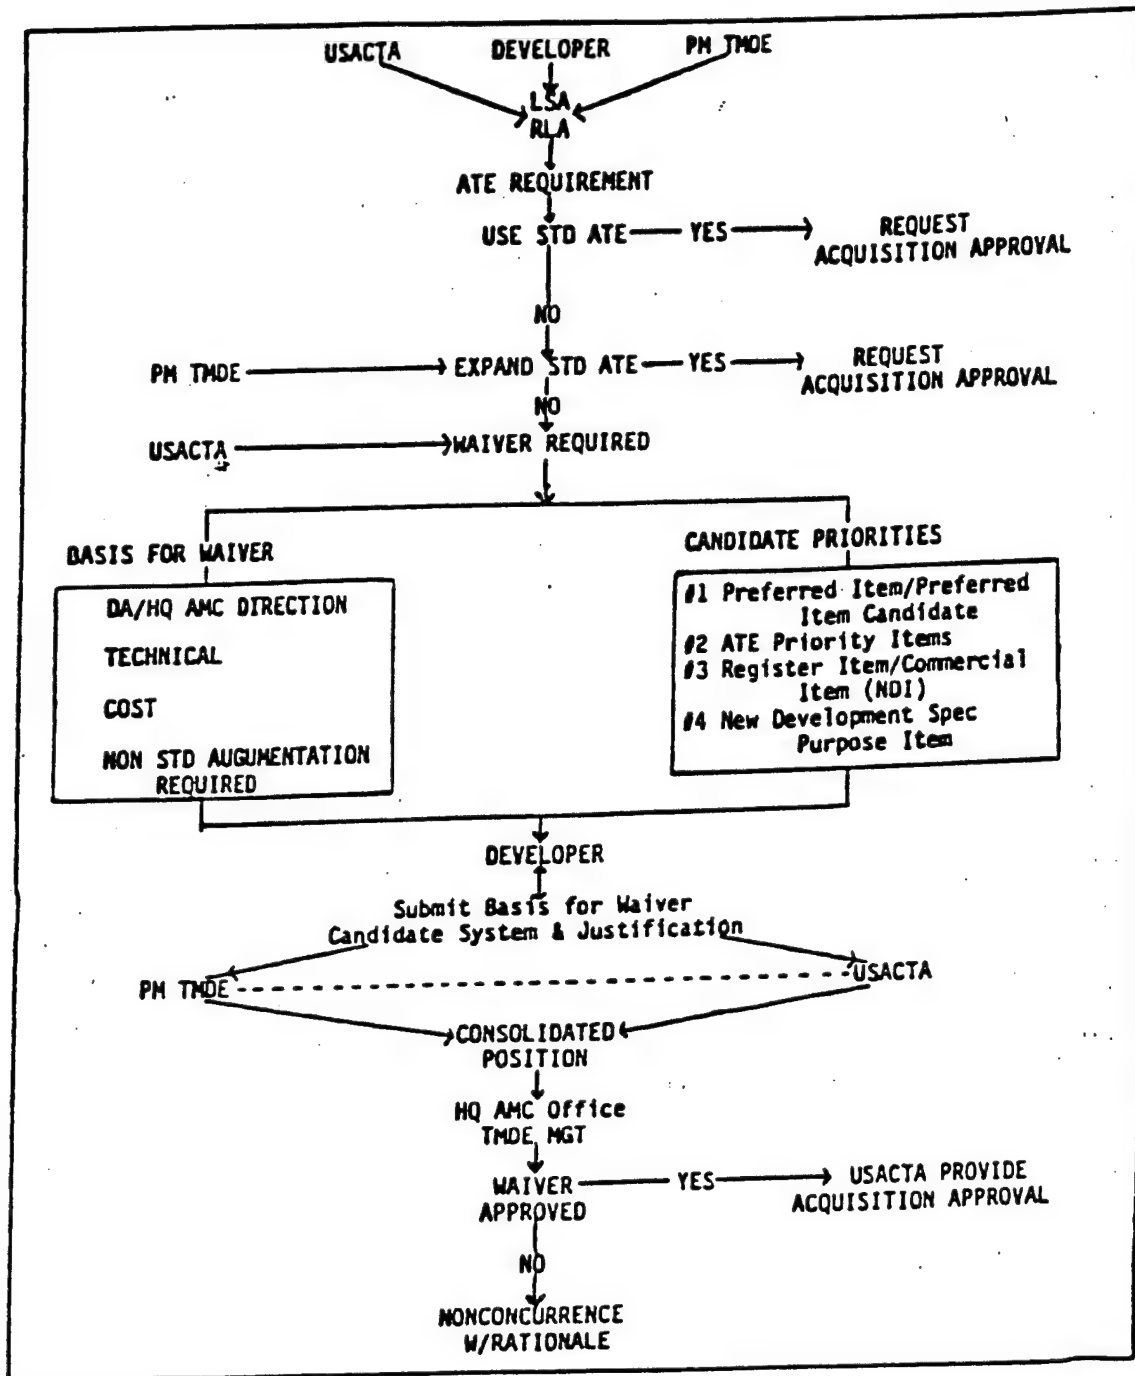 USACTA DEVELOPER PM TMDE
LSA
RLA
ATE REQUIREMENT
USE STD ATE YES REQUEST
ACQUISITION APPROVAL
NO
PM TMDE EXPAND STD ATE YES REQUEST
ACQUISITION APPROVAL
NO
USACTA WAIVER REQUIRED
BASIS FOR WAIVER
DA/HQ AMC DIRECTION
TECHNICAL
COST
NON STD AUGUMENTATION
REQUIRED
CANDIDATE PRIORITIES
#1 Preferred Item/Preferred
Item Candidate
#2 ATE Priority Items
#3 Register Item/Commercial
Item (NDI)
#4 New Development Spec
Purpose Item
DEVELOPER
Submit Basis for Waiver
Candidate System & Justification
PM TMDE USACTA
CONSOLIDATED
POSITION
HQ AMC Office
TMDE MGT
WAIVER YES USACTA PROVIDE
APPROVED ACQUISITION APPROVAL
NO
NONCONCURRENCE
W/RATIONALE